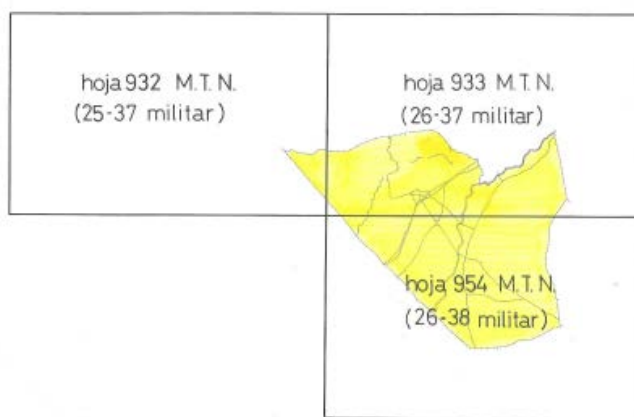 hoja 932 M.T.N.
(25-37 militar)
hoja 933 M.T.N.
(26-37 militar)
hoja 954 M.T.N.
(26-38 militar)